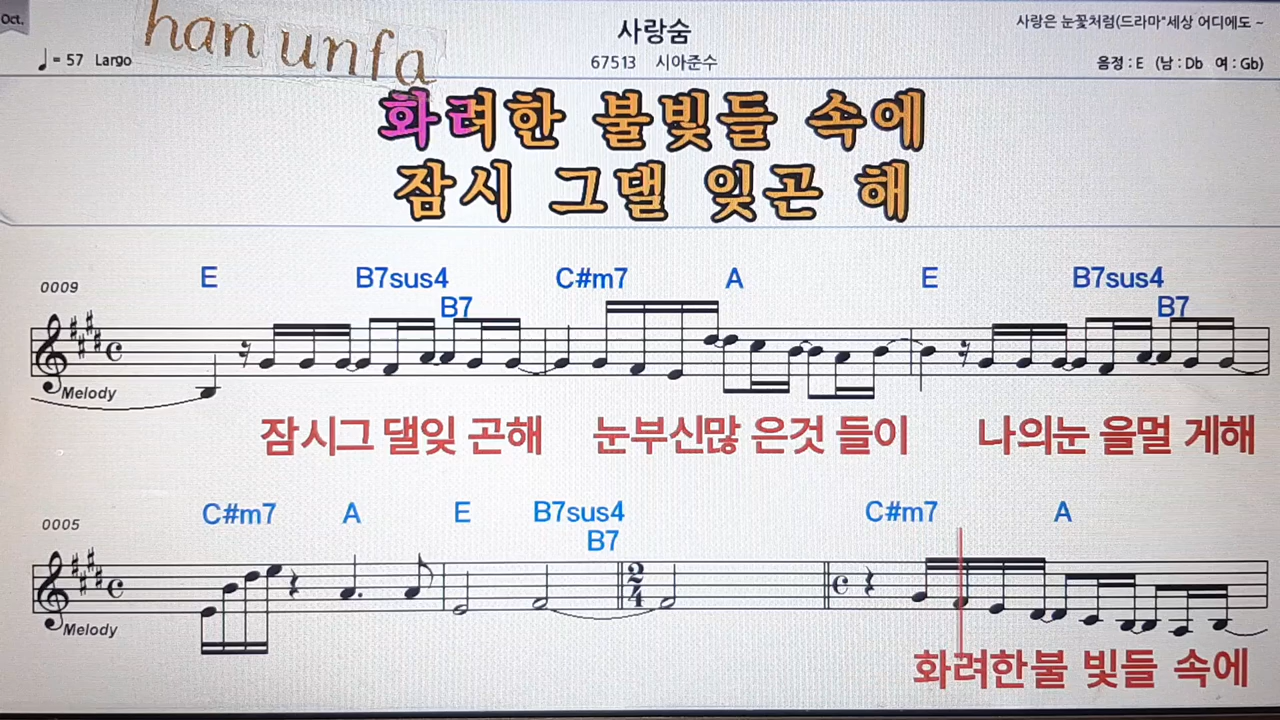 Oct.
han unfa
사랑숨
사랑은 눈꽃처럼(드라마"세상 어디에도 ~
♩= 57 Largo
67513 시아준수
음정 : E (남 : Db 여 : Gb)
화려한 불빛들 속에
잠시 그댈 잊곤 해
0009
E B7sus4 B7 C#m7 A E B7sus4 B7
Melody
잠시그 댈잊 곤해 눈부신많 은것 들이 나의눈 을멀 게해
0005
C#m7 A E B7sus4 B7 C#m7 A
2
4
Melody
화려한불 빛들 속에